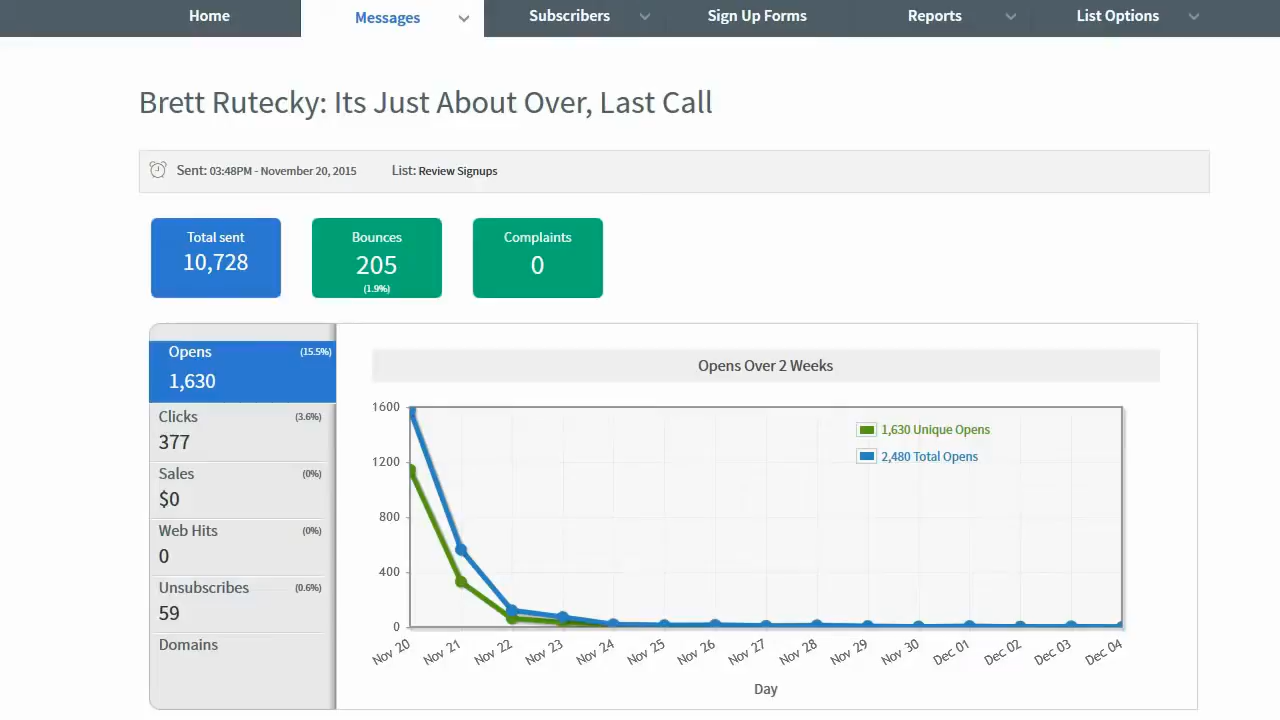 Home Messages Subscribers Sign Up Forms Reports List Options
Brett Rutecky: Its Just About Over, Last Call
Sent: 03:48PM - November 20, 2015 List: Review Signups
Total sent
10,728
Bounces
205
(1.9%)
Complaints
0
Opens (15.5%)
1,630
Clicks (3.6%)
377
Sales (0%)
$0
Web Hits (0%)
0
Unsubscribes (0.6%)
59
Domains
Opens Over 2 Weeks
1600
1200
800
400
0
1,630 Unique Opens
2,480 Total Opens
Nov 20 Nov 21 Nov 22 Nov 23 Nov 24 Nov 25 Nov 26 Nov 27 Nov 28 Nov 29 Nov 30 Dec 01 Dec 02 Dec 03 Dec 04
Day